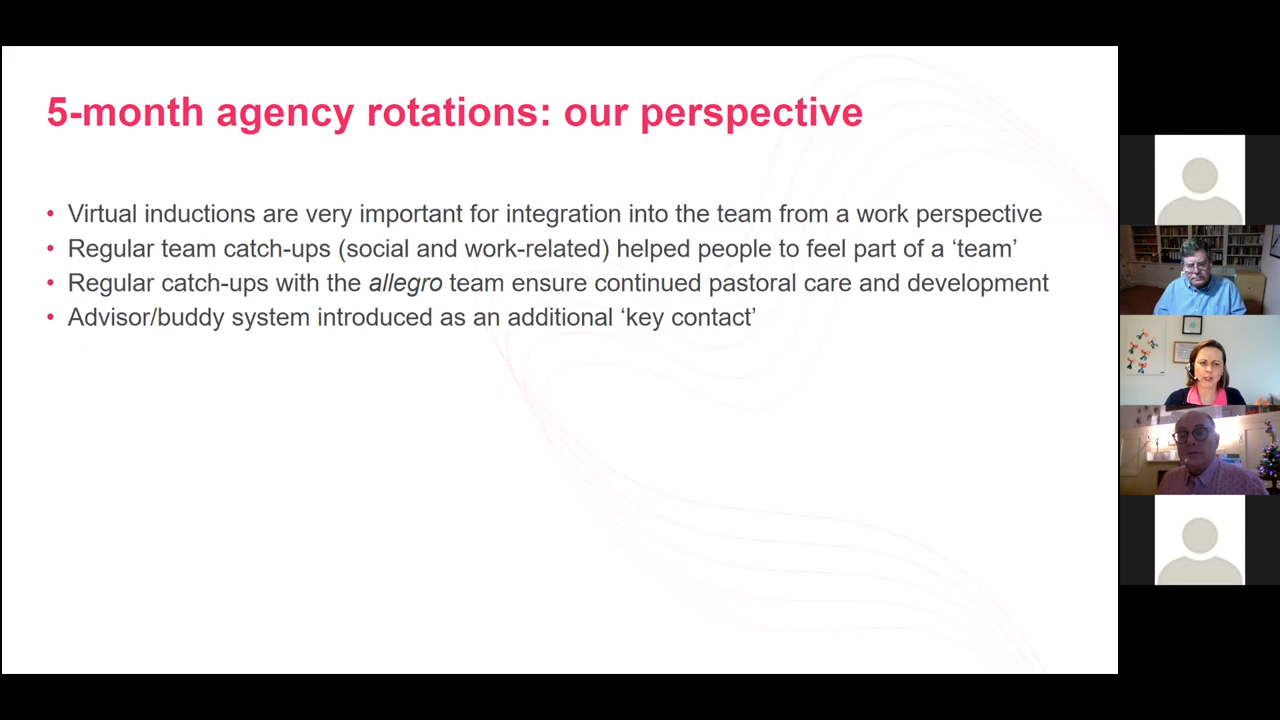 5-month agency rotations: our perspective
• Virtual inductions are very important for integration into the team from a work perspective
• Regular team catch-ups (social and work-related) helped people to feel part of a ‘team’
• Regular catch-ups with the allegro team ensure continued pastoral care and development
• Advisor/buddy system introduced as an additional ‘key contact’